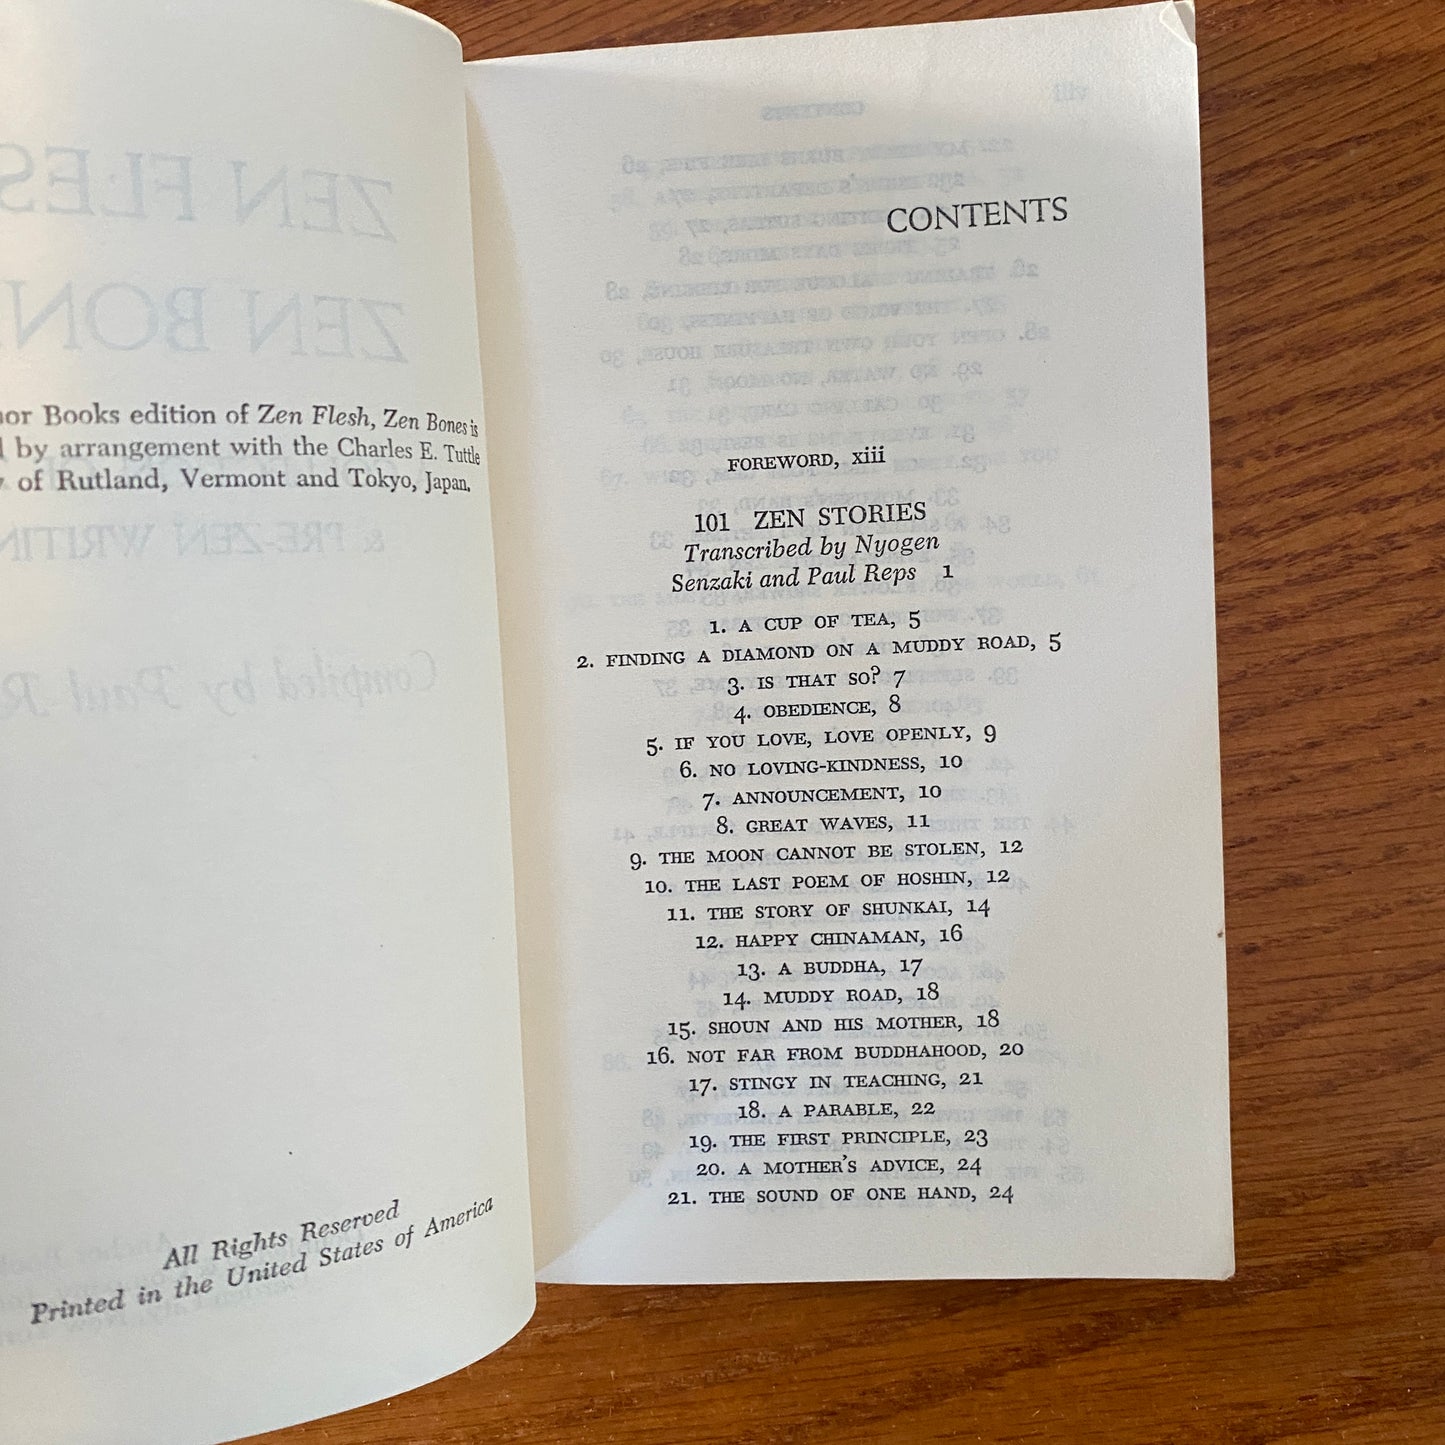 nor Books edition of Zen Flesh, Zen Bones is
by arrangement with the Charles E. Tuttle
of Rutland, Vermont and Tokyo, Japan.
All Rights Reserved
Printed in the United States of America
CONTENTS
FOREWORD, xiii
101 ZEN STORIES
Transcribed by Nyogen
Senzaki and Paul Reps 1
1. A CUP OF TEA, 5
2. FINDING A DIAMOND ON A MUDDY ROAD, 5
3. IS THAT SO? 7
4. OBEDIENCE, 8
5. IF YOU LOVE, LOVE OPENLY, 9
6. NO LOVING-KINDNESS, 10
7. ANNOUNCEMENT, 10
8. GREAT WAVES, 11
9. THE MOON CANNOT BE STOLEN, 12
10. THE LAST POEM OF HOSHIN, 12
11. THE STORY OF SHUNKAI, 14
12. HAPPY CHINAMAN, 16
13. A BUDDHA, 17
14. MUDDY ROAD, 18
15. SHOUN AND HIS MOTHER, 18
16. NOT FAR FROM BUDDHAHOOD, 20
17. STINGY IN TEACHING, 21
18. A PARABLE, 22
19. THE FIRST PRINCIPLE, 23
20. A MOTHER'S ADVICE, 24
21. THE SOUND OF ONE HAND, 24